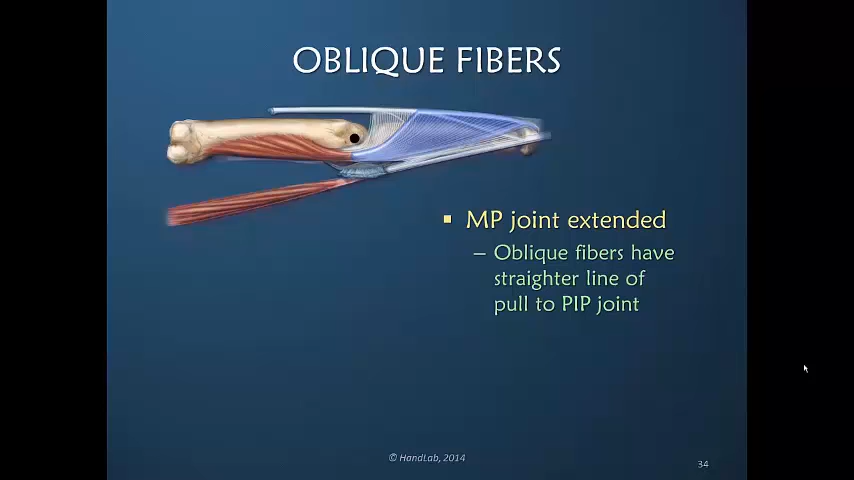 OBLIQUE FIBERS
▪ MP joint extended
– Oblique fibers have
straighter line of
pull to PIP joint
© HandLab, 2014
34